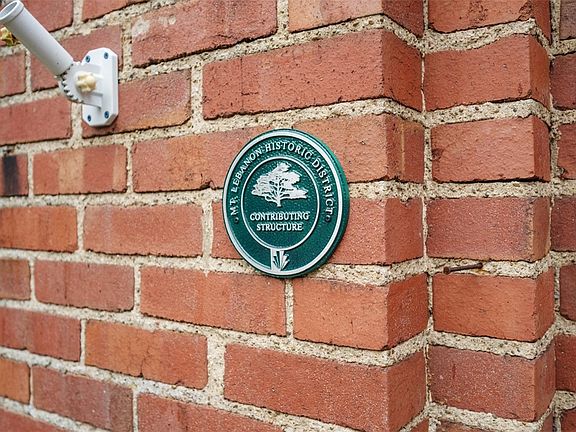 MT. LEBANON HISTORIC DISTRICT
CONTRIBUTING
STRUCTURE